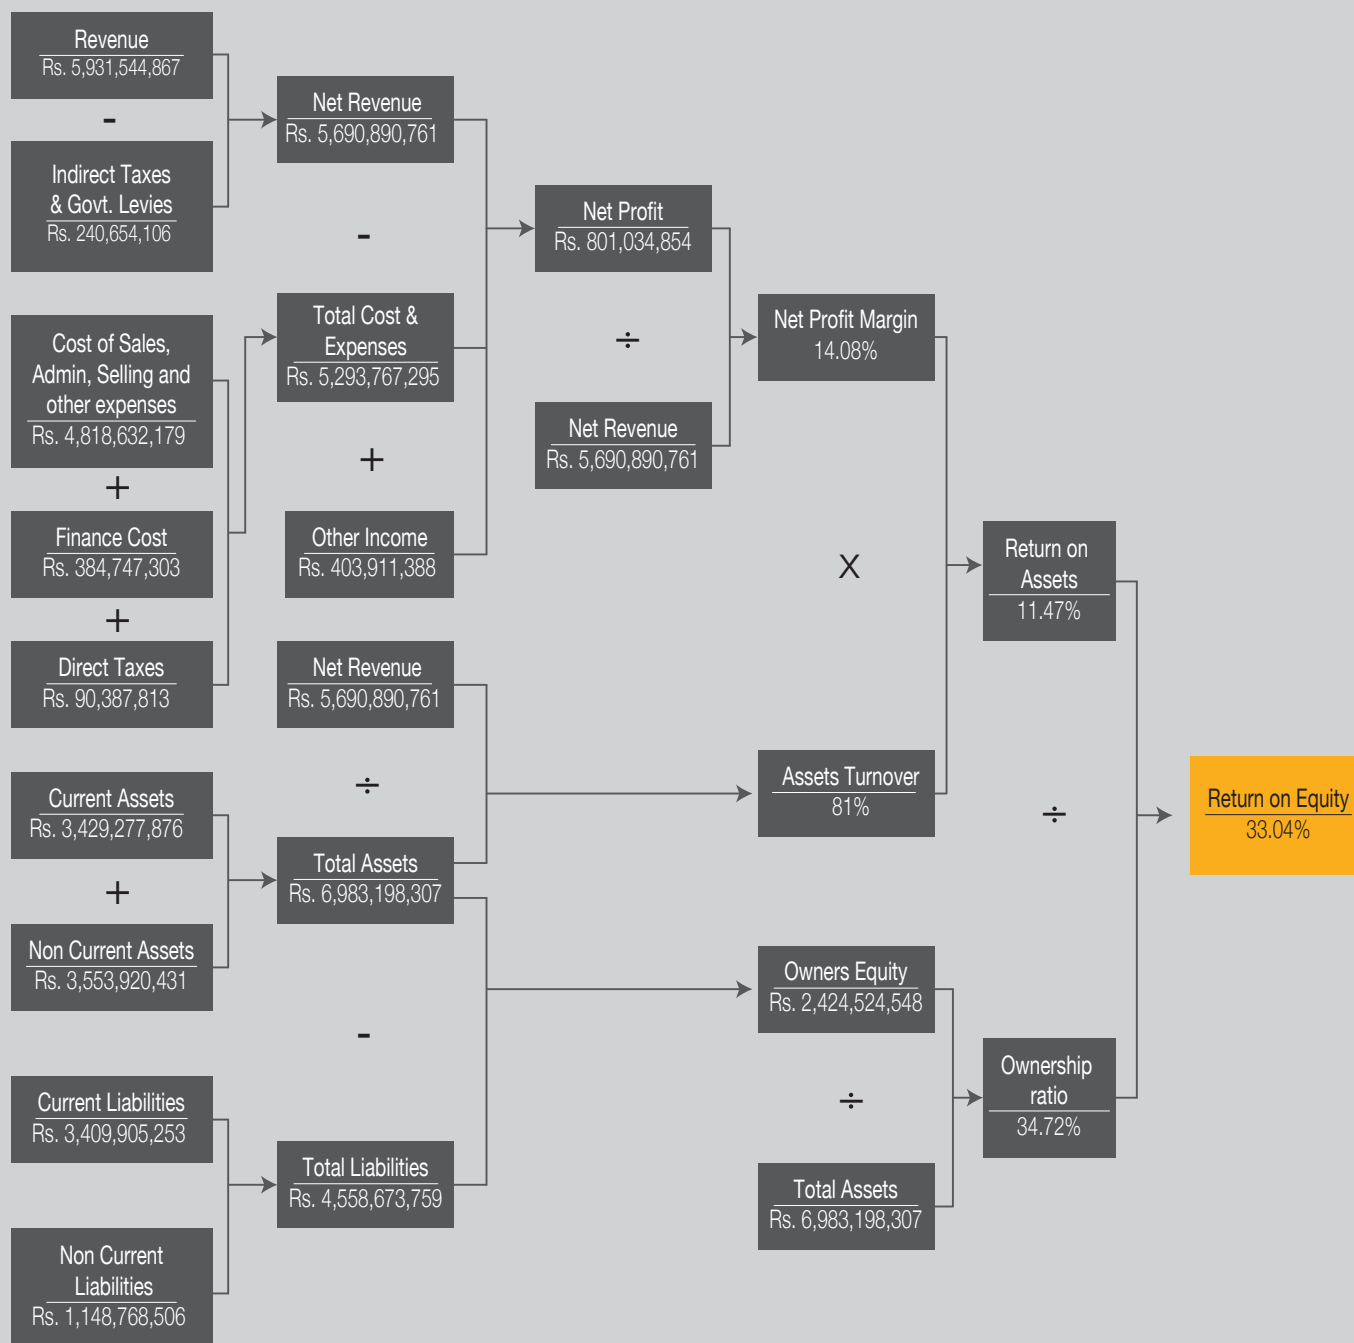 Revenue
Rs. 5,931,544,867
-
Indirect Taxes
& Govt. Levies
Rs. 240,654,106
Net Revenue
Rs. 5,690,890,761
-
Cost of Sales,
Admin, Selling and
other expenses
Rs. 4,818,632,179
+
Finance Cost
Rs. 384,747,303
+
Direct Taxes
Rs. 90,387,813
Total Cost &
Expenses
Rs. 5,293,767,295
+
Other Income
Rs. 403,911,388
Net Profit
Rs. 801,034,854
÷
Net Revenue
Rs. 5,690,890,761
Net Profit Margin
14.08%
X
Net Revenue
Rs. 5,690,890,761
÷
Current Assets
Rs. 3,429,277,876
+
Non Current Assets
Rs. 3,553,920,431
Total Assets
Rs. 6,983,198,307
Assets Turnover
81%
Return on
Assets
11.47%
÷
Return on Equity
33.04%
-
Current Liabilities
Rs. 3,409,905,253
Non Current
Liabilities
Rs. 1,148,768,506
Total Liabilities
Rs. 4,558,673,759
Owners Equity
Rs. 2,424,524,548
÷
Total Assets
Rs. 6,983,198,307
Ownership
ratio
34.72%